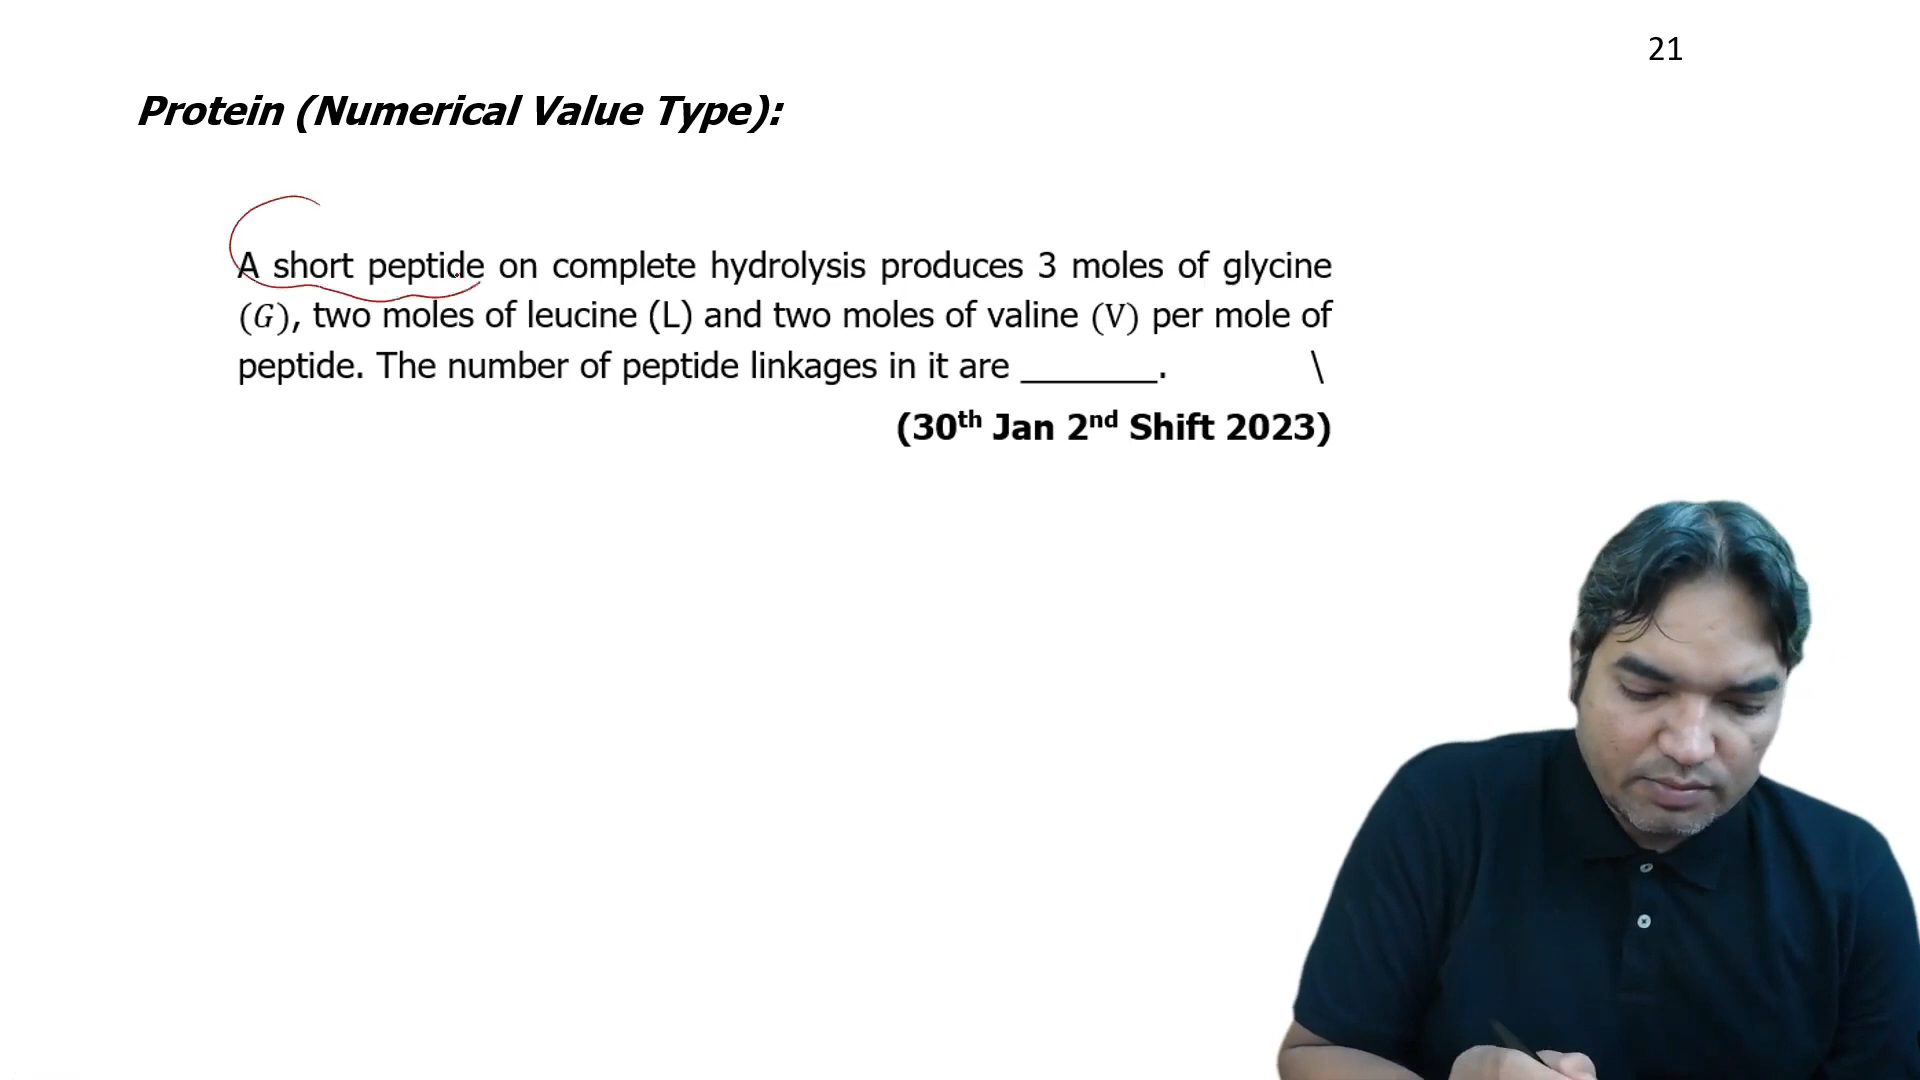 21
Protein (Numerical Value Type):
A short peptide on complete hydrolysis produces 3 moles of glycine
(G), two moles of leucine (L) and two moles of valine (V) per mole of
peptide. The number of peptide linkages in it are _______. \
(30th Jan 2nd Shift 2023)